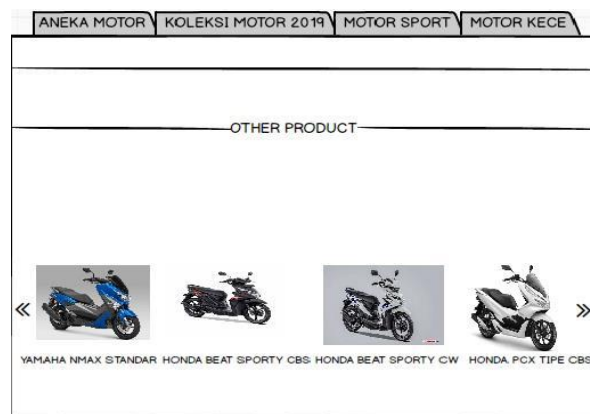 ANEKA MOTOR
KOLEKSI MOTOR 2019
MOTOR SPORT
MOTOR KECE
OTHER PRODUCT
«
»
YAMAHA NMAX STANDAR
HONDA BEAT SPORTY CBS
HONDA BEAT SPORTY CW
HONDA PCX TIPE CBS